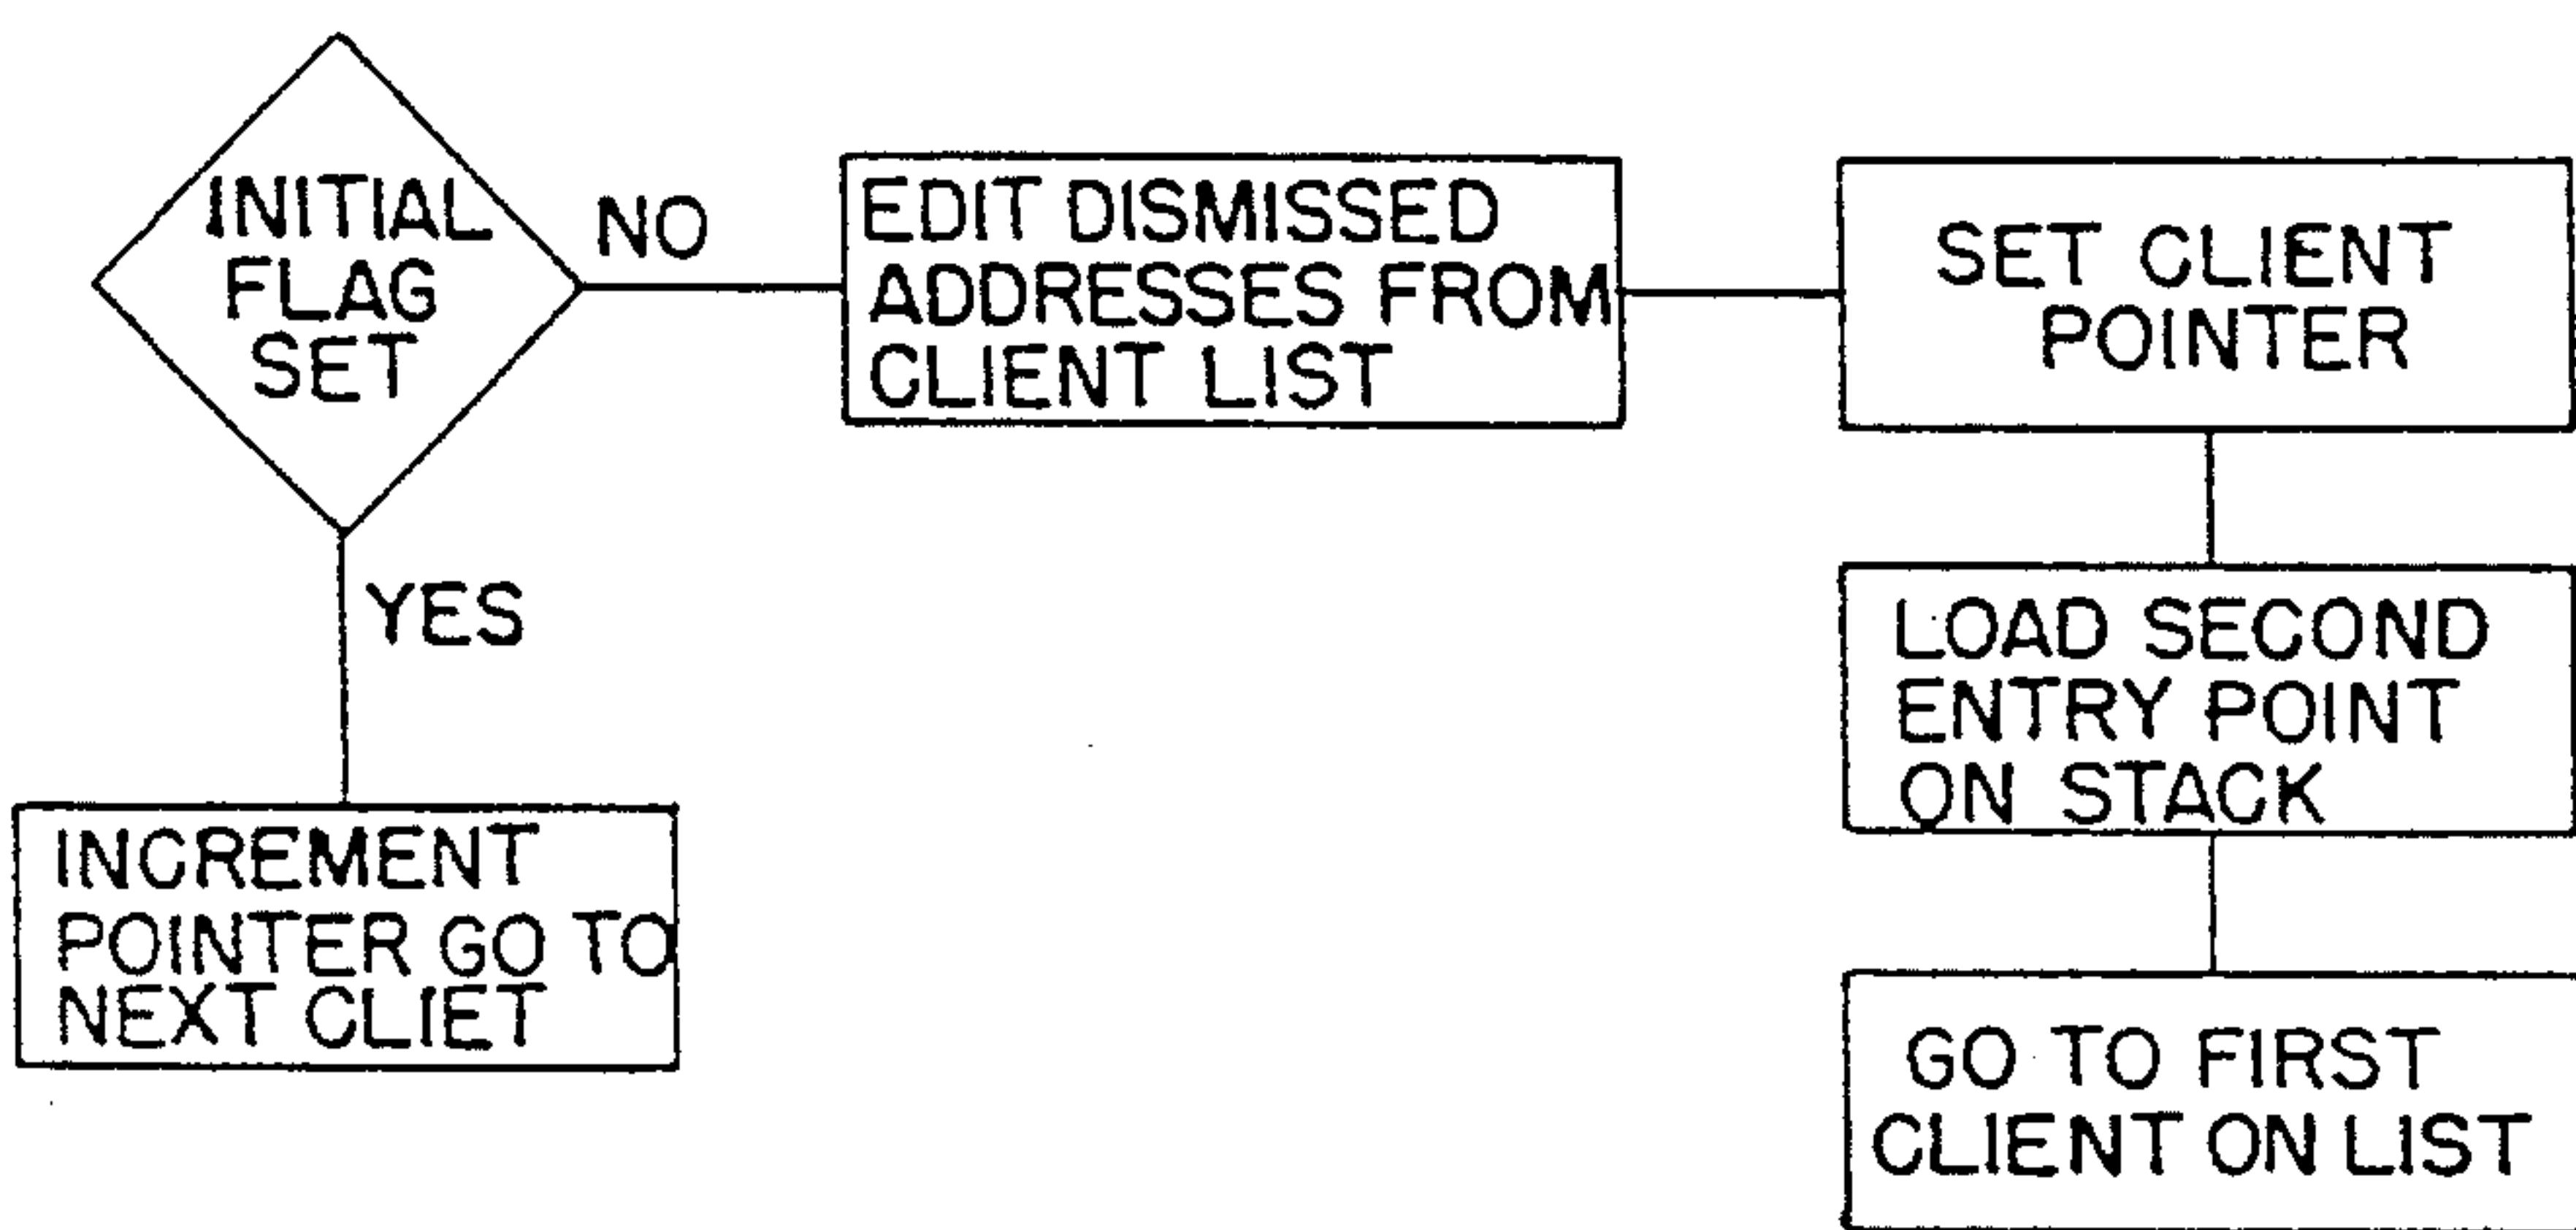 INITIAL
FLAG
SET
NO
EDIT DISMISSED
ADDRESSES FROM
CLIENT LIST
SET CLIENT
POINTER
YES
LOAD SECOND
ENTRY POINT
ON STACK
INCREMENT
POINTER GO TO
NEXT CLIET
GO TO FIRST
CLIENT ON LIST